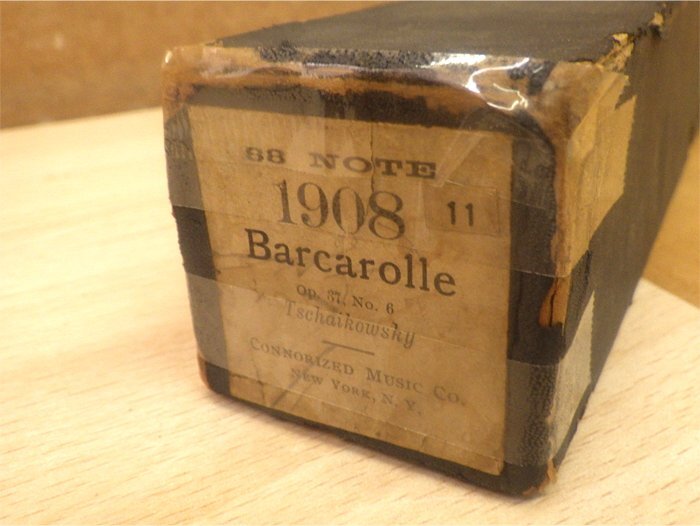 88 NOTE
1908 11
Barcarolle
Op. 37, No. 6
Tschaikowsky
CONNORIZED MUSIC CO.
NEW YORK, N. Y.